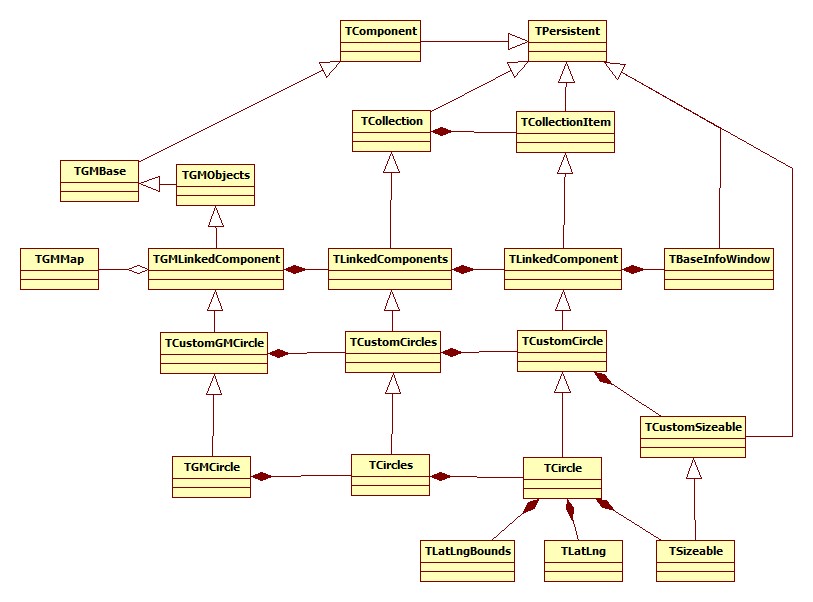 TComponent
TPersistent
TCollection
TCollectionItem
TGMBase
TGMObjects
TGMMap
TGMLinkedComponent
TLinkedComponents
TLinkedComponent
TBaseInfoWindow
TCustomGMCircle
TCustomCircles
TCustomCircle
TCustomSizeable
TGMCircle
TCircles
TCircle
TLatLngBounds
TLatLng
TSizeable